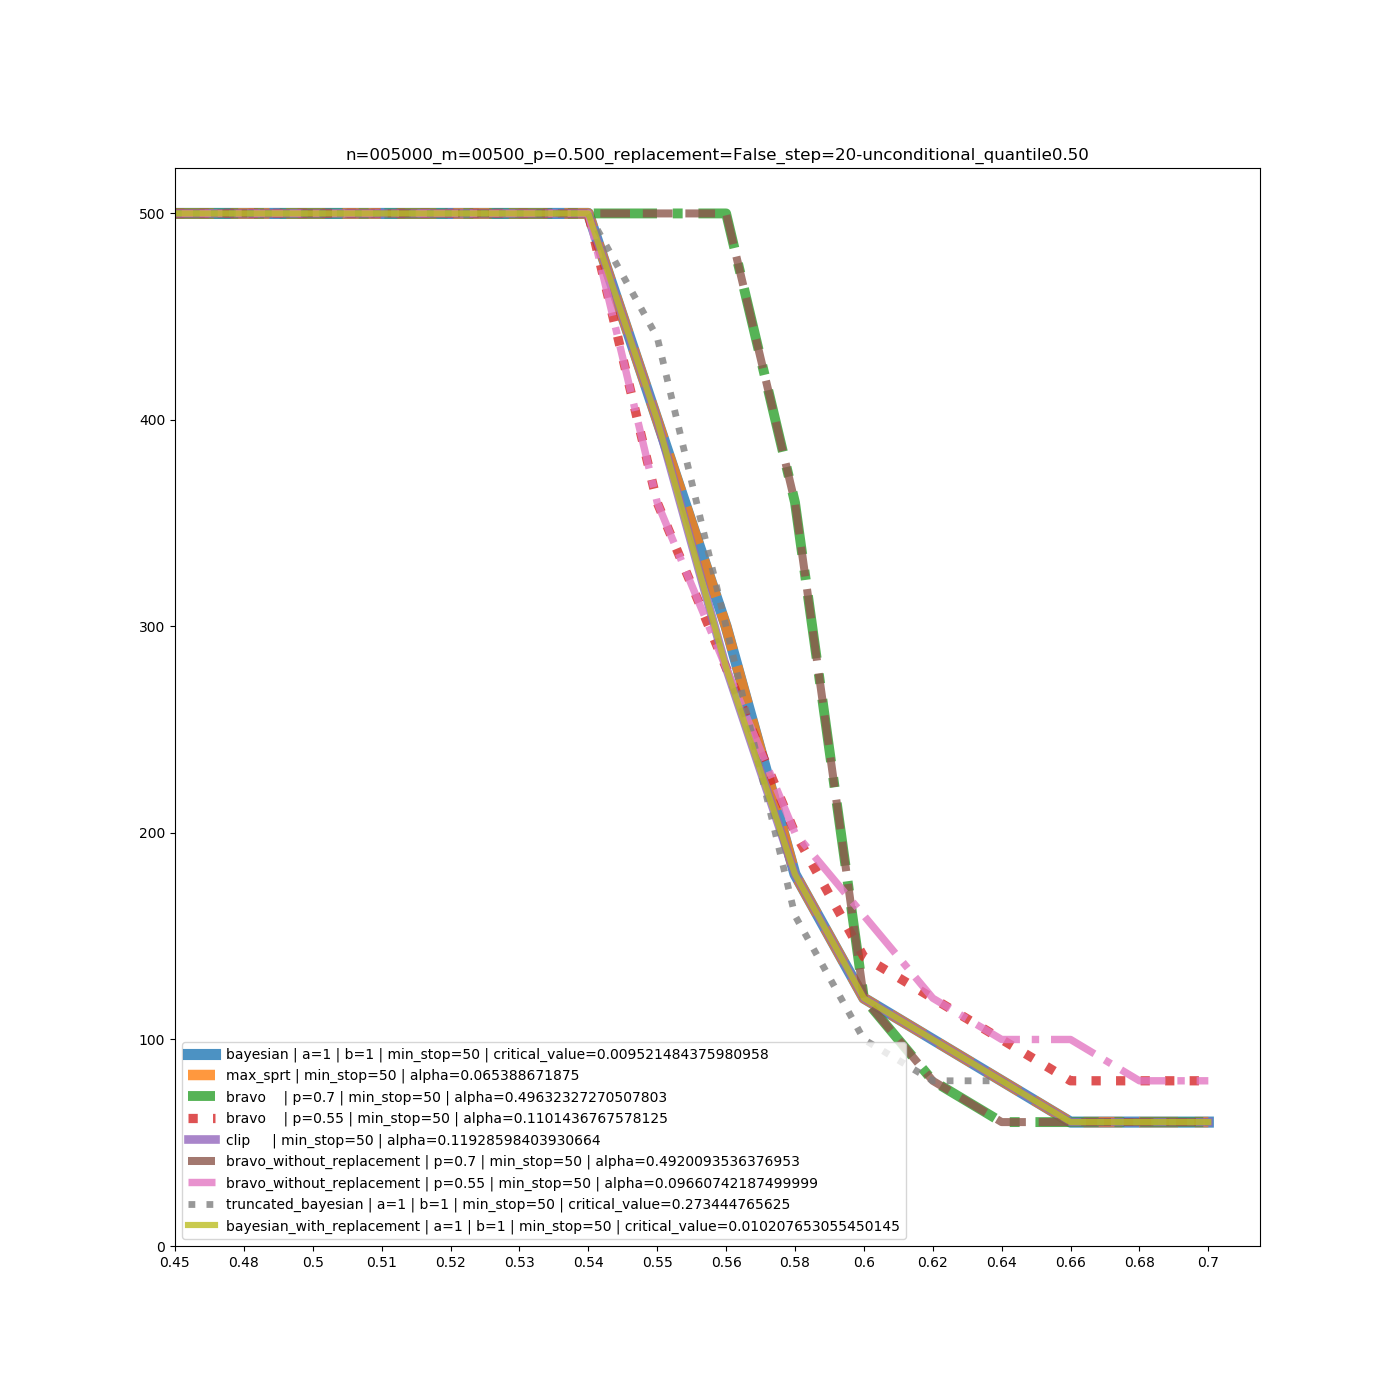 n=005000_m=00500_p=0.500_replacement=False_step=20-unconditional_quantile0.50
500
400
300
200
100
0
bayesian | a=1 | b=1 | min_stop=50 | critical_value=0.009521484375980958
max_sprt | min_stop=50 | alpha=0.065388671875
bravo    | p=0.7 | min_stop=50 | alpha=0.49632327270507803
bravo    | p=0.55 | min_stop=50 | alpha=0.1101436767578125
clip     | min_stop=50 | alpha=0.11928598403930664
bravo_without_replacement | p=0.7 | min_stop=50 | alpha=0.4920093536376953
bravo_without_replacement | p=0.55 | min_stop=50 | alpha=0.09660742187499999
truncated_bayesian | a=1 | b=1 | min_stop=50 | critical_value=0.273444765625
bayesian_with_replacement | a=1 | b=1 | min_stop=50 | critical_value=0.010207653055450145
0.45 0.48 0.5 0.51 0.52 0.53 0.54 0.55 0.56 0.58 0.6 0.62 0.64 0.66 0.68 0.7